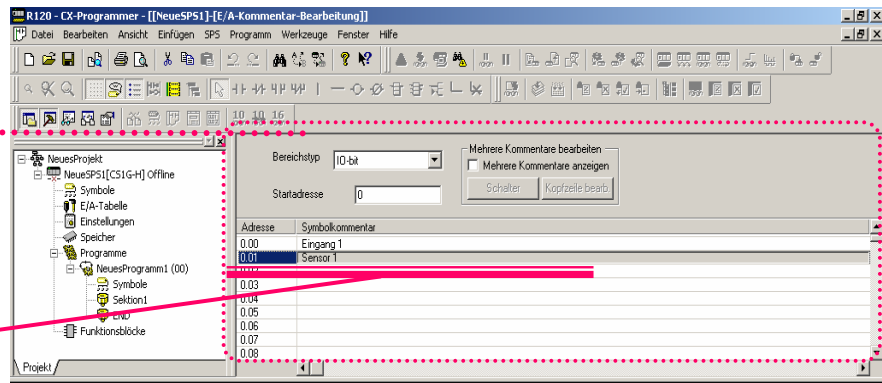 R120 - CX-Programmer - [[NeueSPS1]-[E/A-Kommentar-Bearbeitung]]
Datei Bearbeiten Ansicht Einfügen SPS Programm Werkzeuge Fenster Hilfe
10 10 16
NeuesProjekt
NeueSPS1[CS1G-H] Offline
Symbole
E/A-Tabelle
Einstellungen
Speicher
Programme
NeuesProgramm1 (00)
Symbole
Sektion1
END
Funktionsblöcke
Projekt
Bereichstyp IO-bit
Startadresse 0
Mehrere Kommentare bearbeiten
Mehrere Kommentare anzeigen
Schalter Kopfzeile bearb.
Adresse Symbolkommentar
0.00 Eingang 1
0.01 Sensor 1
0.03
0.04
0.05
0.06
0.07
0.08